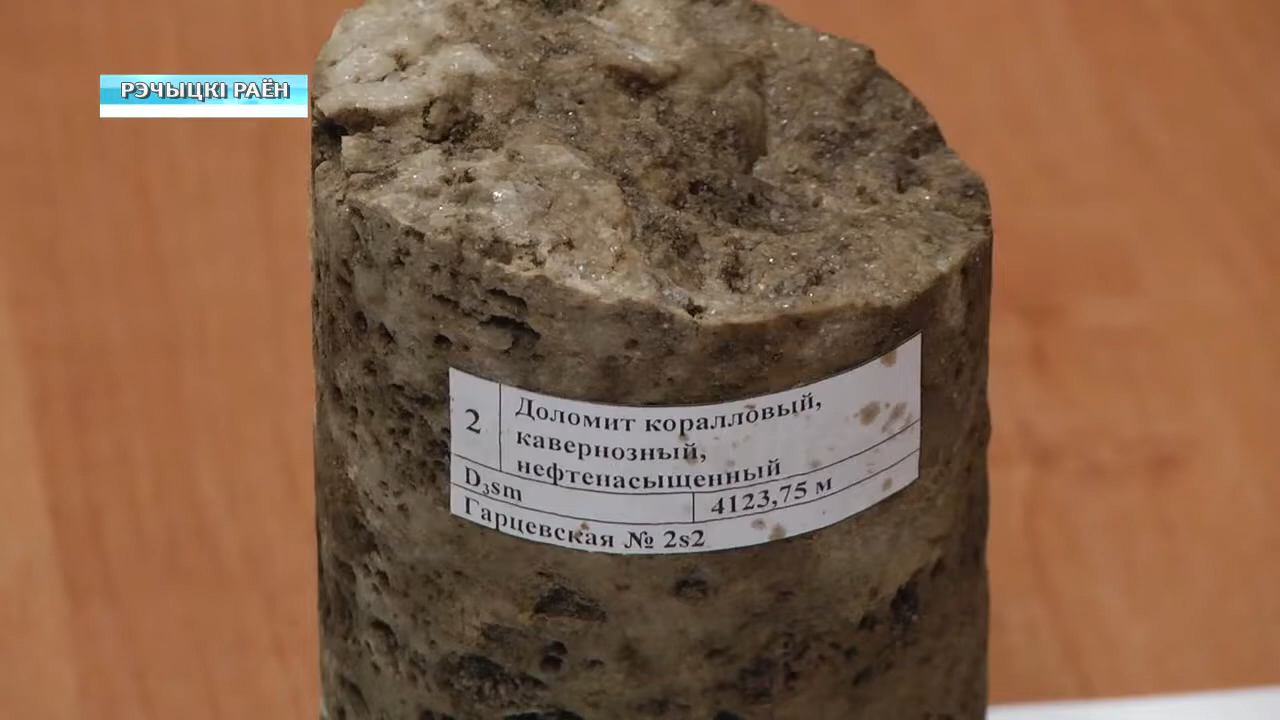 РЭЧЫЦКІ РАЁН
2
Доломит коралловый,
кавернозный,
нефтенасыщенный
D₃sm
4123,75 м
Гарцевская № 2s2